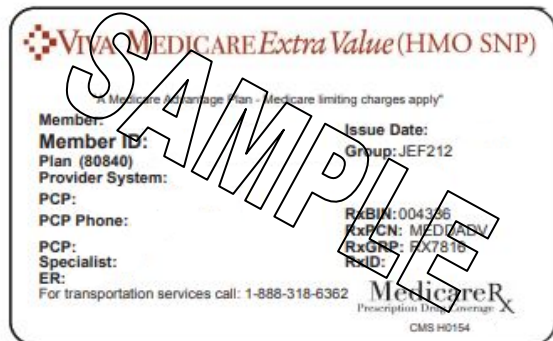 VIVA MEDICARE Extra Value (HMO SNP)
"A Medicare Advantage Plan - Medicare limiting charges apply"
Member:
Member ID:
Plan (80840)
Provider System:
PCP:
PCP Phone:
PCP:
Specialist:
ER:
For transportation services call: 1-888-318-6362
Issue Date:
Group: JEF212
RxBIN: 004336
RxPCN: MEDDADV
RxGRP: RX7816
RxID:
MedicareRx
Prescription Drug Coverage
CMS H0154
SAMPLE